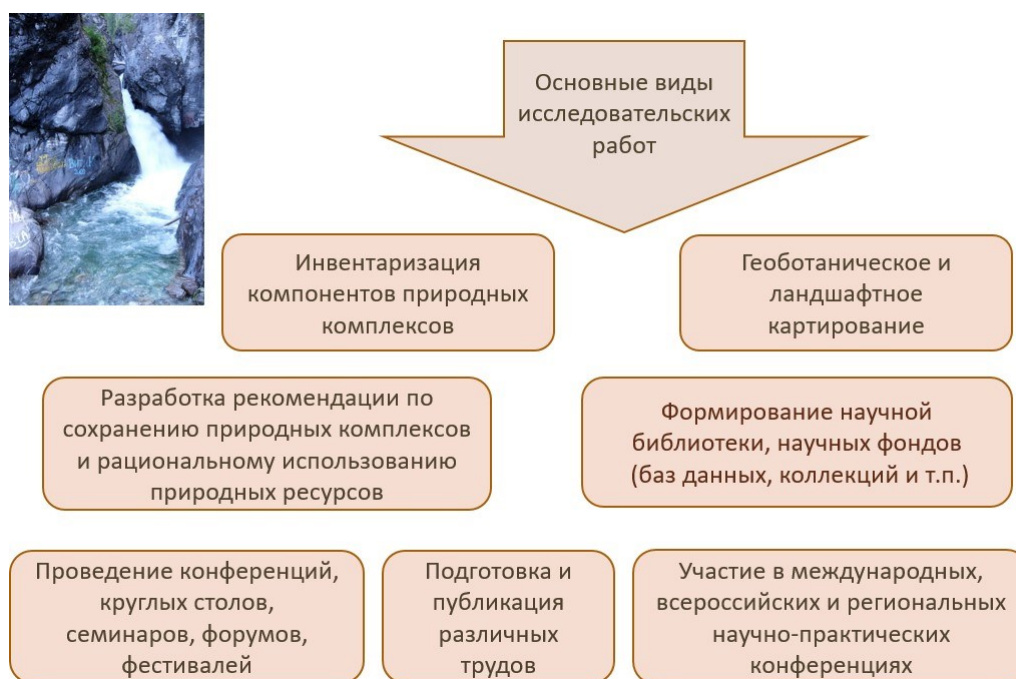 Основные виды
исследовательских
работ
Инвентаризация
компонентов природных
комплексов
Геоботаническое и
ландшафтное
картирование
Разработка рекомендации по
сохранению природных комплексов
и рациональному использованию
природных ресурсов
Формирование научной
библиотеки, научных фондов
(баз данных, коллекций и т.п.)
Проведение конференций,
круглых столов,
семинаров, форумов,
фестивалей
Подготовка и
публикация
различных
трудов
Участие в международных,
всероссийских и региональных
научно-практических
конференциях